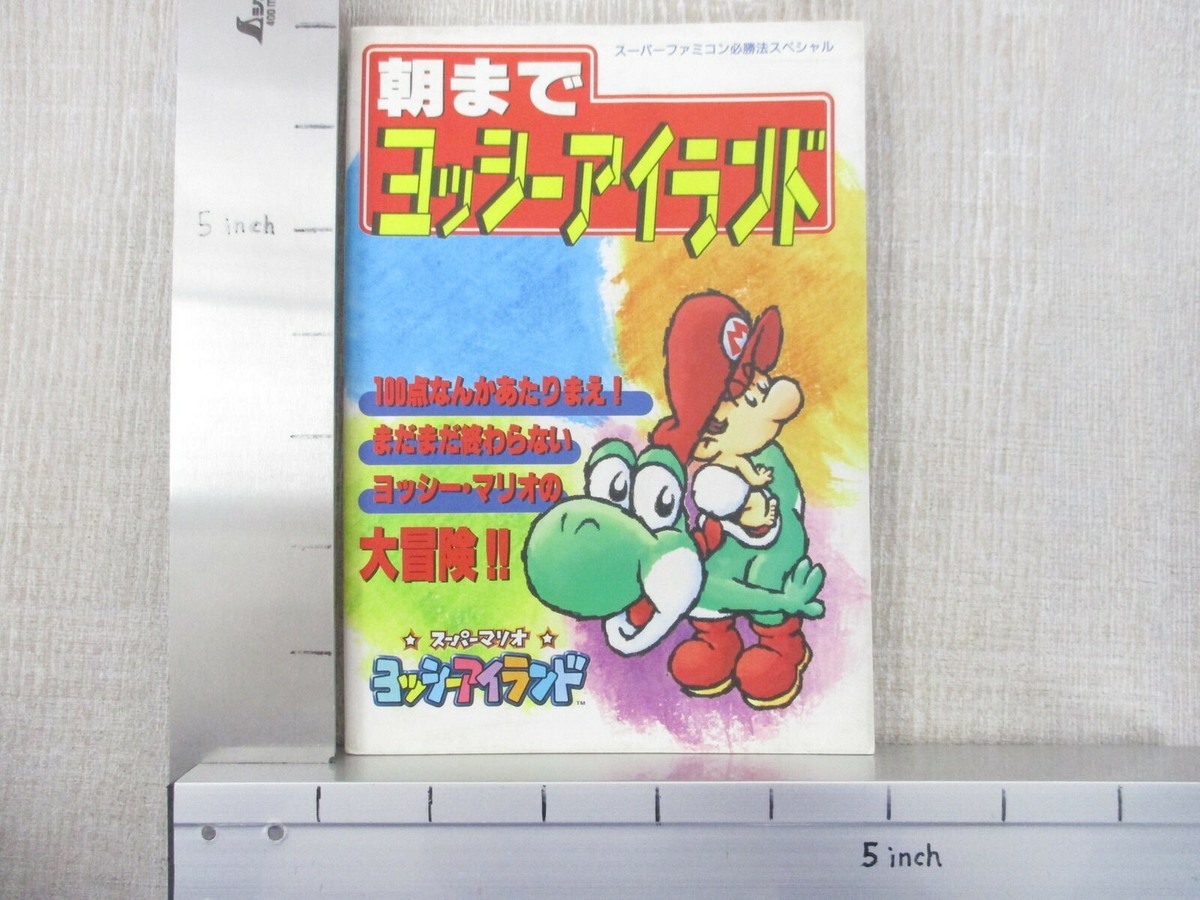 スーパーファミコン必勝法スペシャル
朝まで
ヨッシーアイランド
5 inch
100点なんかあたりまえ!
まだまだ終わらない
ヨッシー・マリオの
大冒険!!
☆スーパーマリオ☆
ヨッシーアイランド™
M
5 inch